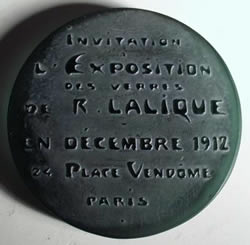 INVITATION
L'EXPOSITION
DES VERRES
DE R. LALIQUE
EN DÉCEMBRE 1912
24 PLACE VENDÔME
PARIS